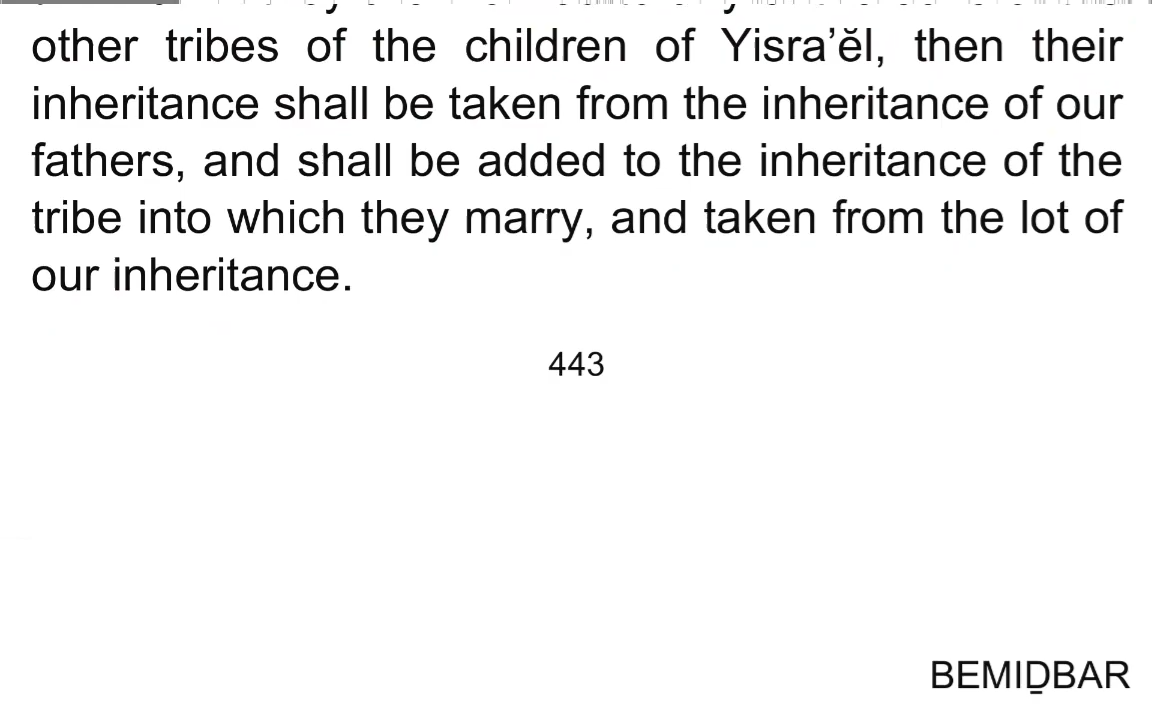 other tribes of the children of Yisra’ĕl, then their
inheritance shall be taken from the inheritance of our
fathers, and shall be added to the inheritance of the
tribe into which they marry, and taken from the lot of
our inheritance.
443
BEMIḏBAR